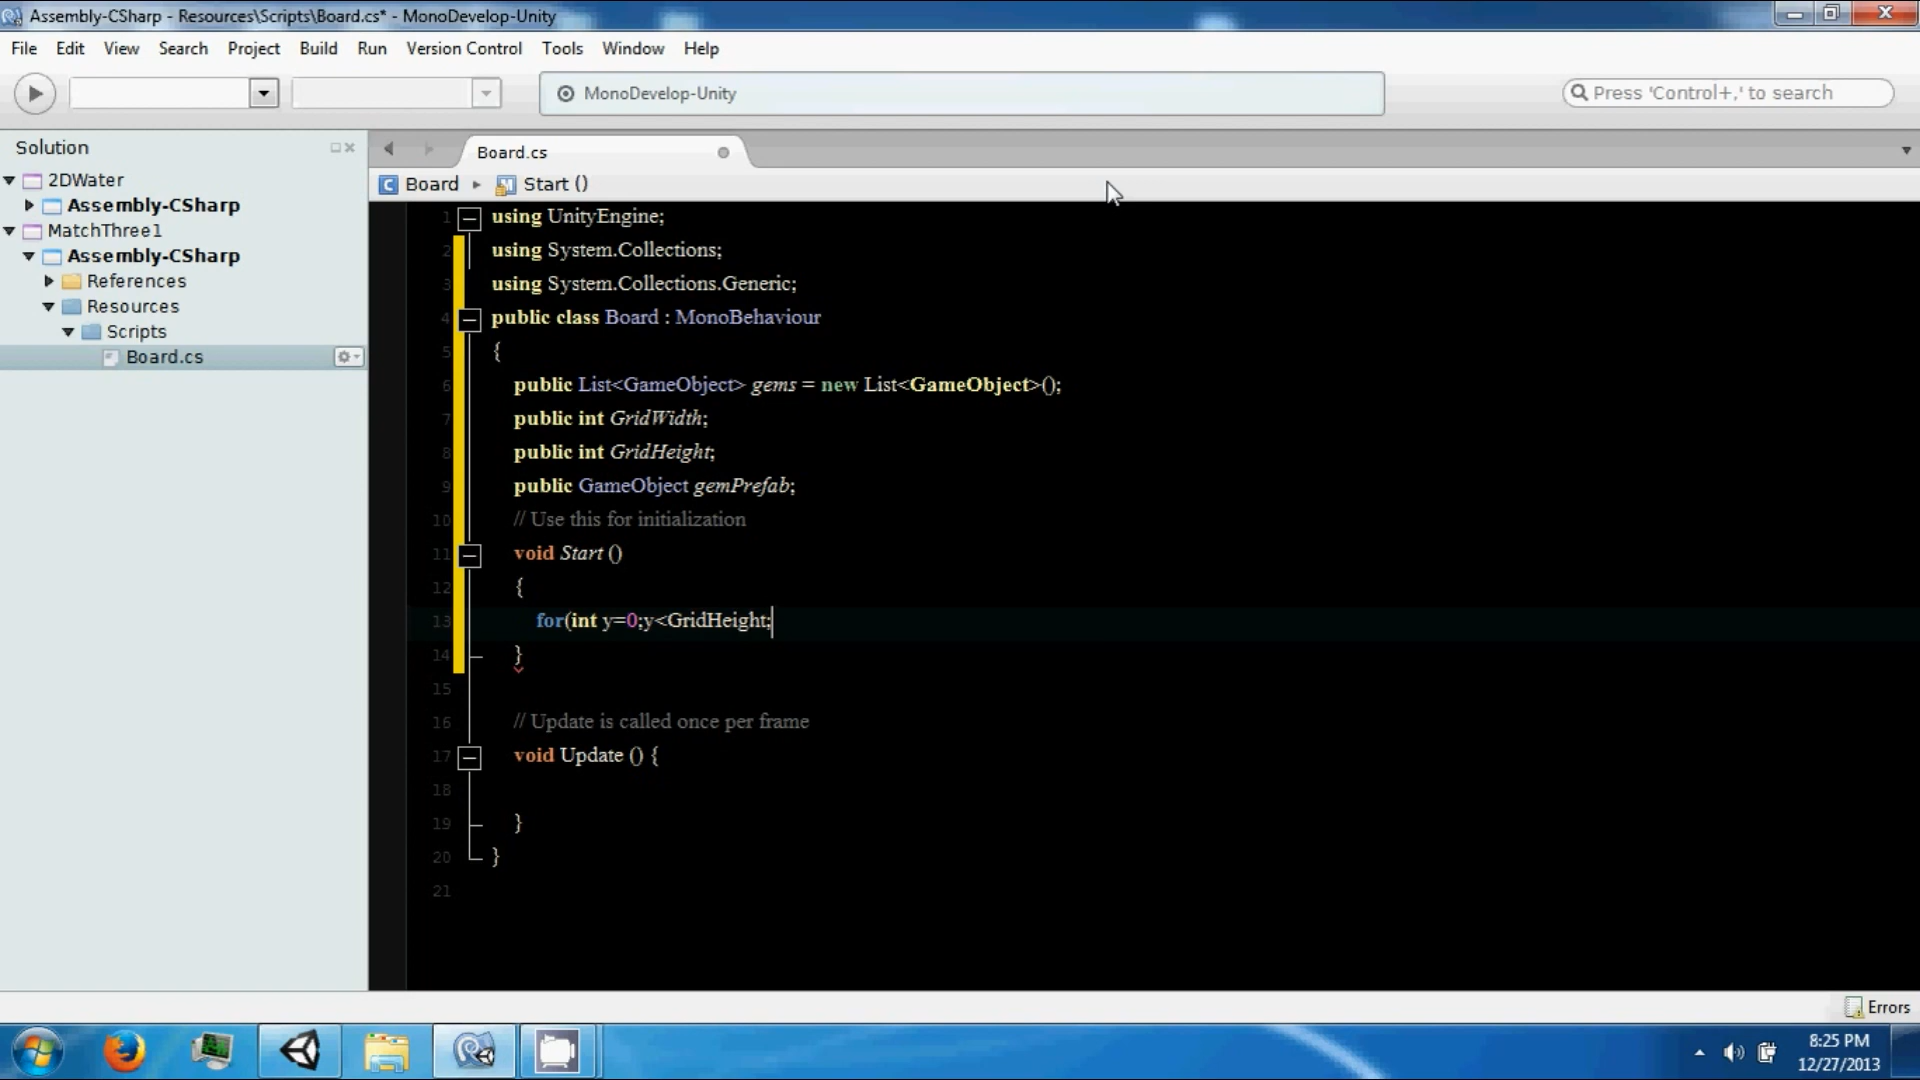 Assembly-CSharp - Resources\Scripts\Board.cs* - MonoDevelop-Unity
File Edit View Search Project Build Run Version Control Tools Window Help
MonoDevelop-Unity
Press 'Control+,' to search
Solution
2DWater
Assembly-CSharp
MatchThree1
Assembly-CSharp
References
Resources
Scripts
Board.cs
Board.cs
Board Start ()
1 using UnityEngine;
2 using System.Collections;
3 using System.Collections.Generic;
4 public class Board : MonoBehaviour
5 {
6 public List<GameObject> gems = new List<GameObject>();
7 public int GridWidth;
8 public int GridHeight;
9 public GameObject gemPrefab;
10 // Use this for initialization
11 void Start ()
12 {
13 for(int y=0;y<GridHeight;
14 }
15
16 // Update is called once per frame
17 void Update () {
18
19 }
20 }
21
Errors
8:25 PM
12/27/2013